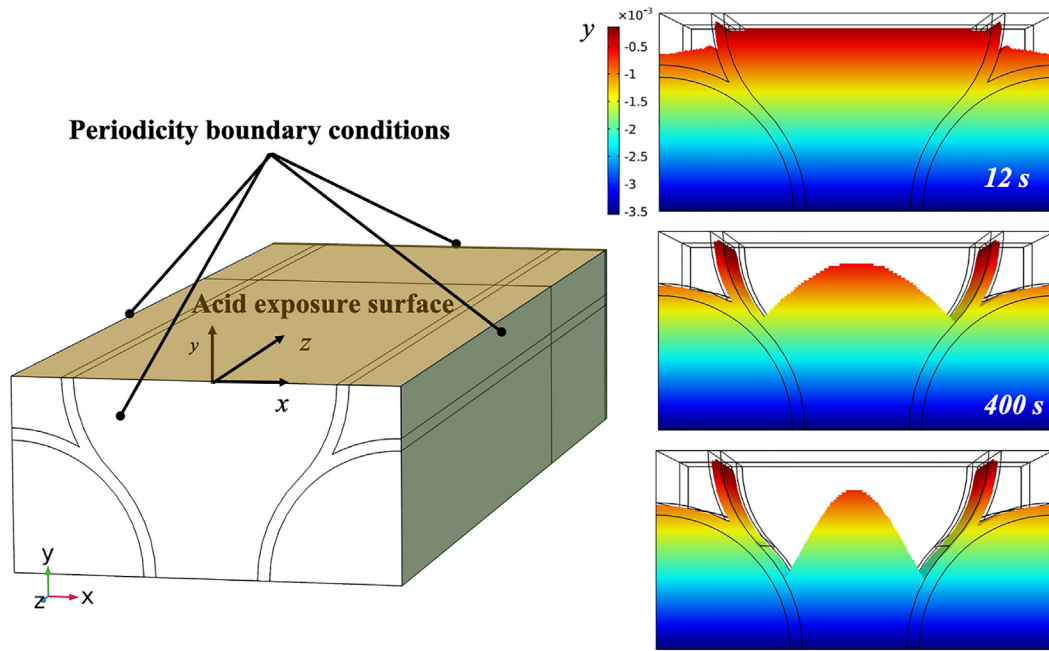 Periodicity boundary conditions
Acid exposure surface
y
z
x
y
z
x
y
×10⁻³
-0.5
-1
-1.5
-2
-2.5
-3
-3.5
12 s
400 s